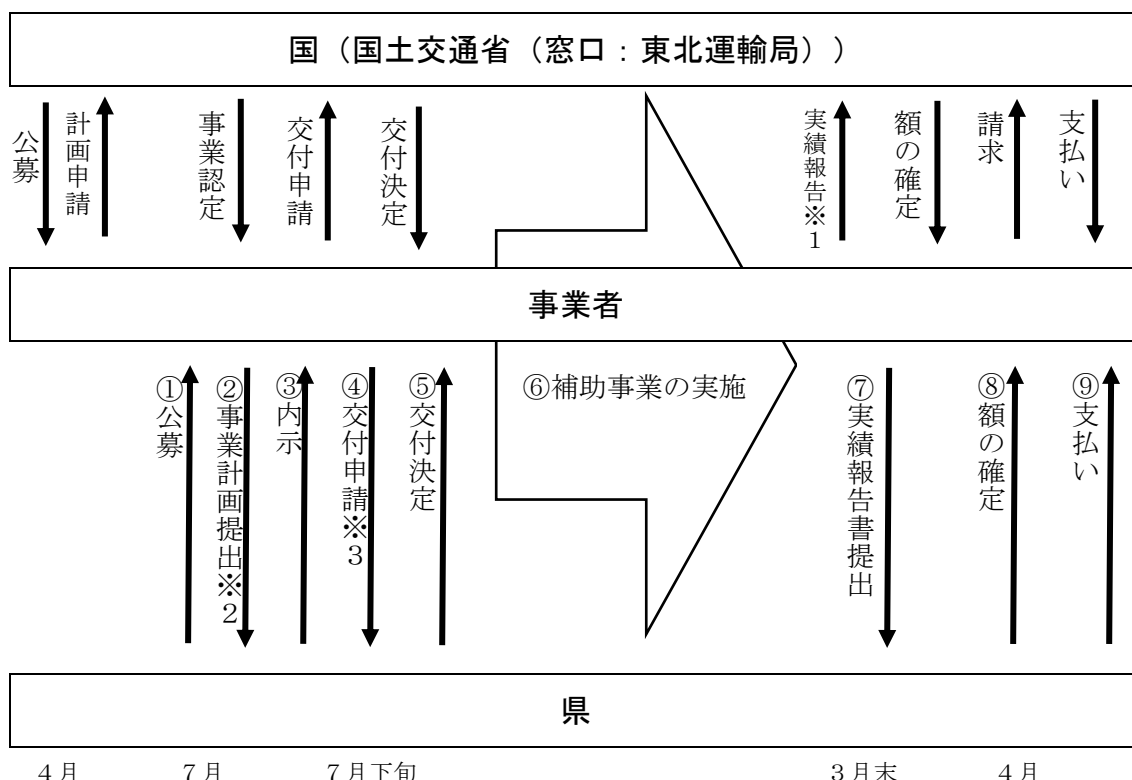 国（国土交通省（窓口：東北運輸局））
公募
計画申請
事業認定
交付申請
交付決定
実績報告※１
額の確定
請求
支払い
事業者
①公募
②事業計画提出※２
③内示
④交付申請※３
⑤交付決定
⑥補助事業の実施
⑦実績報告書提出
⑧額の確定
⑨支払い
県
４月
７月
７月下旬
３月末
４月